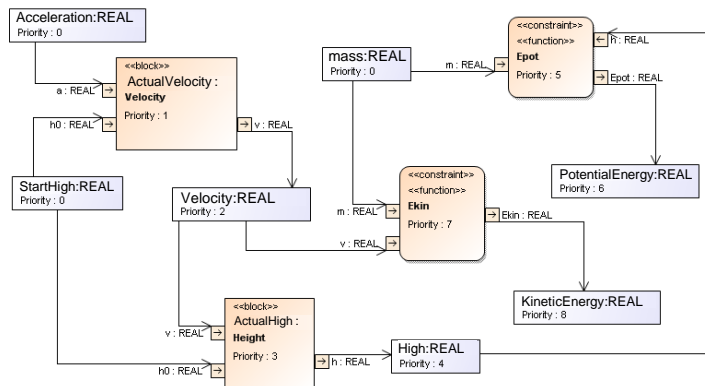 Acceleration:REAL
Priority : 0
a : REAL
<<block>>
ActualVelocity :
Velocity
Priority : 1
h0 : REAL
v : REAL
StartHigh:REAL
Priority : 0
Velocity:REAL
Priority : 2
v : REAL
h0 : REAL
<<block>>
ActualHigh :
Height
Priority : 3
h : REAL
High:REAL
Priority : 4
mass:REAL
Priority : 0
m : REAL
<<constraint>>
<<function>>
Epot
Priority : 5
h : REAL
Epot : REAL
PotentialEnergy:REAL
Priority : 6
m : REAL
v : REAL
<<constraint>>
<<function>>
Ekin
Priority : 7
Ekin : REAL
KineticEnergy:REAL
Priority : 8